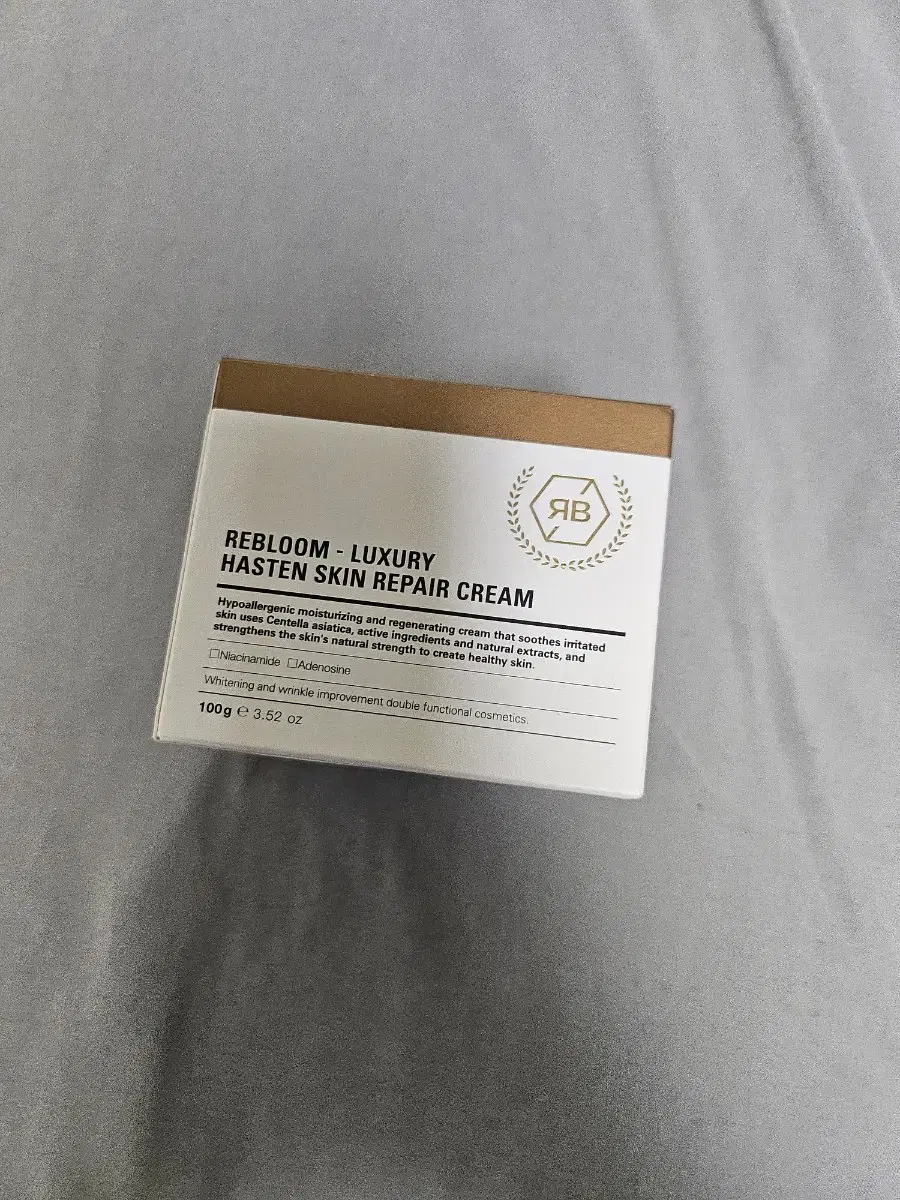 ЯB
REBLOOM - LUXURY
HASTEN SKIN REPAIR CREAM
Hypoallergenic moisturizing and regenerating cream that soothes irritated
skin uses Centella asiatica, active ingredients and natural extracts, and
strengthens the skin's natural strength to create healthy skin.
☐Niacinamide ☐Adenosine
Whitening and wrinkle improvement double functional cosmetics.
100g ℮ 3.52 oz